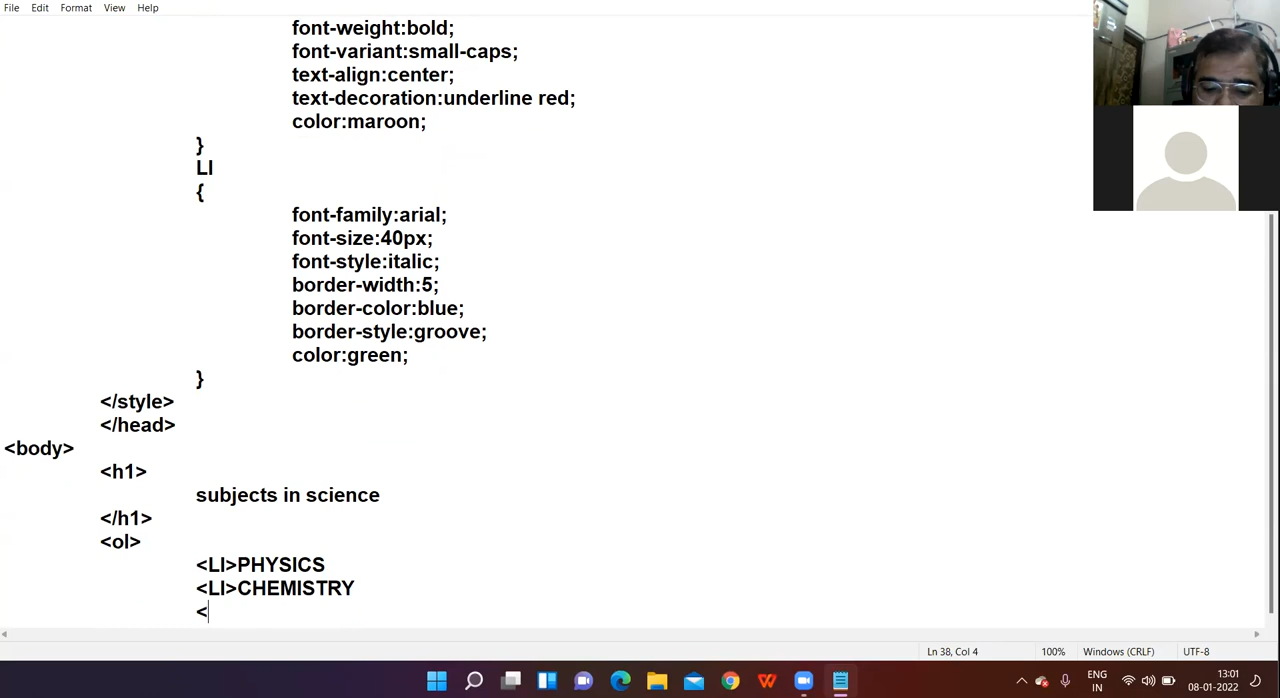 File Edit Format View Help
font-weight:bold;
font-variant:small-caps;
text-align:center;
text-decoration:underline red;
color:maroon;
}
LI
{
font-family:arial;
font-size:40px;
font-style:italic;
border-width:5;
border-color:blue;
border-style:groove;
color:green;
}
</style>
</head>
<body>
<h1>
subjects in science
</h1>
<ol>
<LI>PHYSICS
<LI>CHEMISTRY
<
Ln 38, Col 4 100% Windows (CRLF) UTF-8
ENG 13:01
IN 08-01-2022